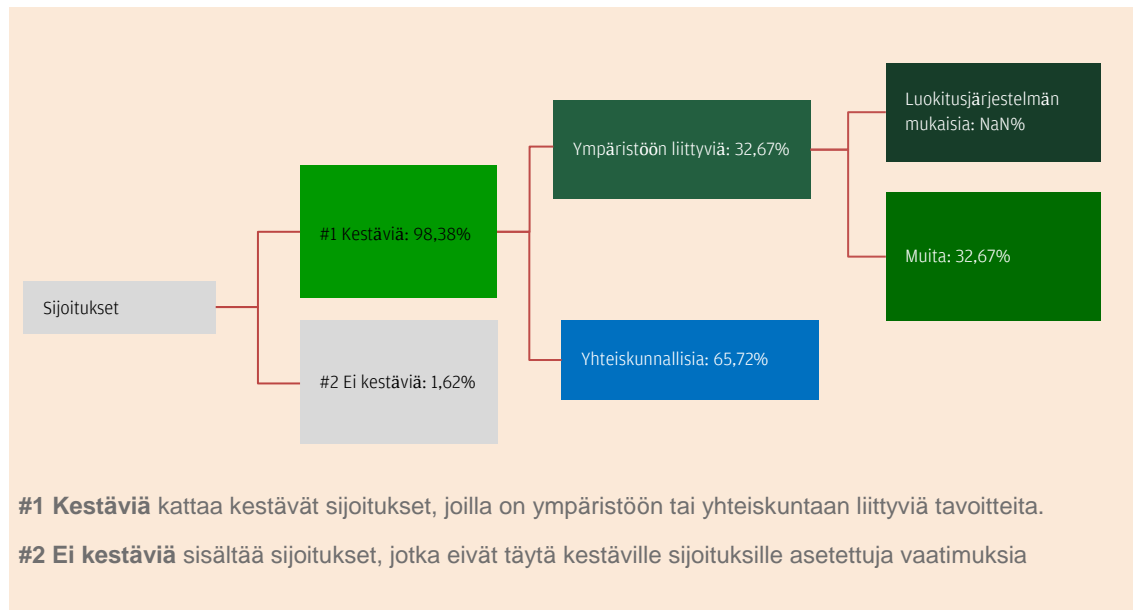 Sijoitukset
#1 Kestäviä: 98,38%
#2 Ei kestäviä: 1,62%
Ympäristöön liittyviä: 32,67%
Yhteiskunnallisia: 65,72%
Luokitusjärjestelmän
mukaisia: NaN%
Muita: 32,67%
#1 Kestäviä kattaa kestävät sijoitukset, joilla on ympäristöön tai yhteiskuntaan liittyviä tavoitteita.
#2 Ei kestäviä sisältää sijoitukset, jotka eivät täytä kestäville sijoituksille asetettuja vaatimuksia